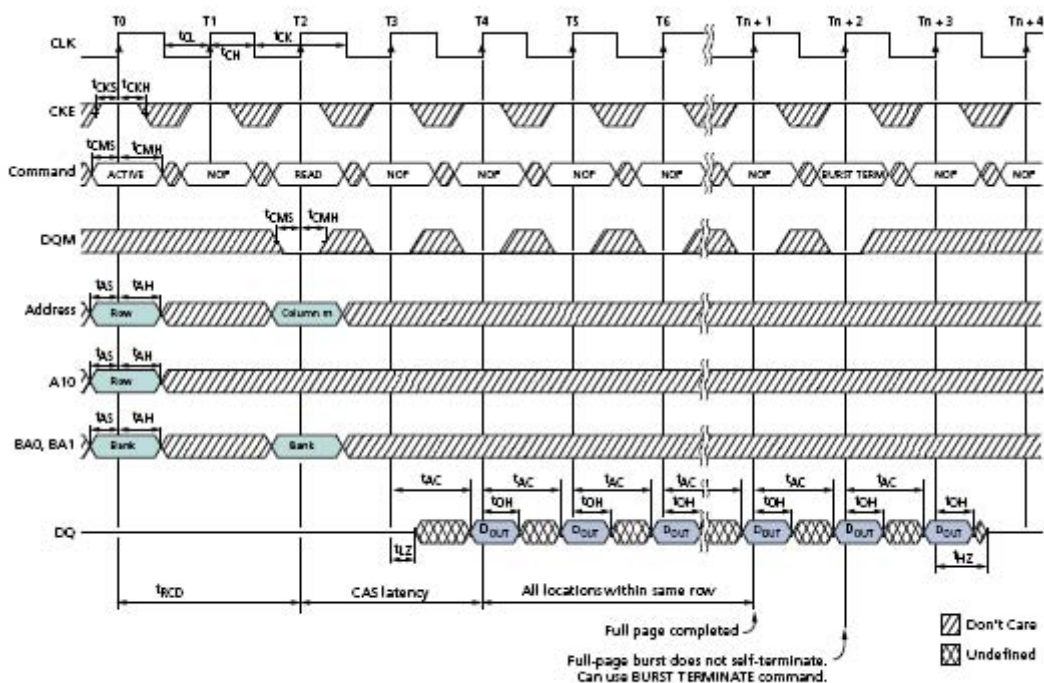 T0 T1 T2 T3 T4 T5 T6 Tn + 1 Tn + 2 Tn + 3 Tn + 4
CLK
tCL tCK
tCH
tCKS tCKH
CKE
tCMS tCMH
Command ACTIVE NOP READ NOP NOP NOP NOP NOP BURST TERM NOP NOP
tCMS tCMH
DQM
tAS tAH
Address Row Column m
tAS tAH
A10 Row
tAS tAH
BA0, BA1 Bank Bank
tAC tAC tAC tAC tAC tAC
tOH tOH tOH tOH tOH tOH
DQ DOUT DOUT DOUT DOUT DOUT DOUT
tLZ tHZ
tRCD CAS latency All locations within same row
Full page completed
Full-page burst does not self-terminate.
Can use BURST TERMINATE command.
Don't Care
Undefined